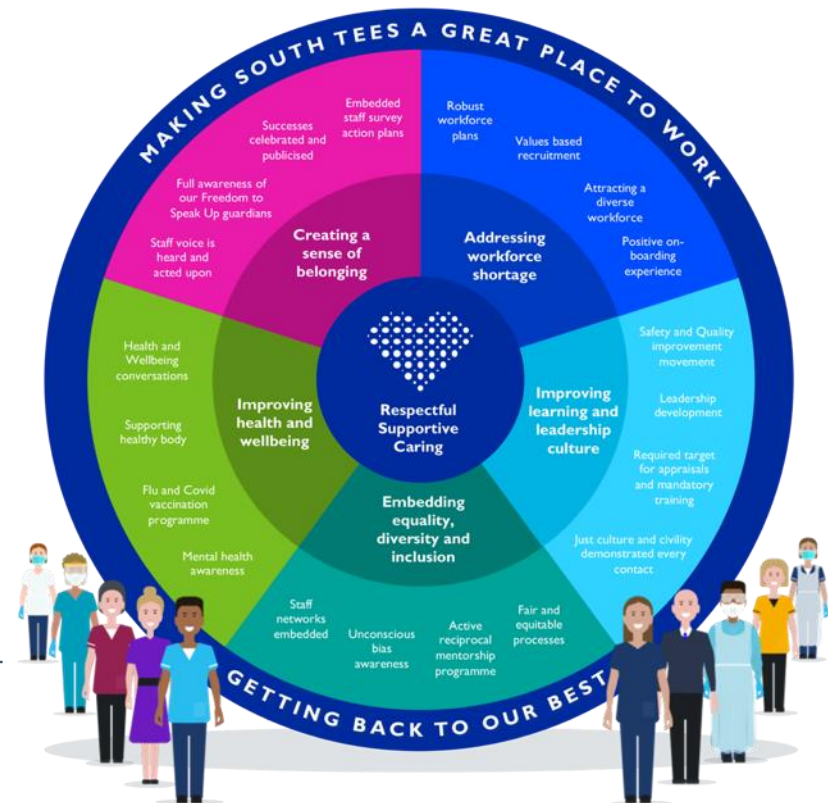 MAKING SOUTH TEES A GREAT PLACE TO WORK
Embedded
staff survey
action plans
Successes
celebrated and
publicised
Full awareness of
our Freedom to
Speak Up guardians
Staff voice is
heard and
acted upon
Creating a
sense of
belonging
Robust
workforce
plans
Values based
recruitment
Attracting a
diverse
workforce
Positive on-
boarding
experience
Addressing
workforce
shortage
Safety and Quality
improvement
movement
Leadership
development
Required target
for appraisals
and mandatory
training
Just culture and civility
demonstrated every
contact
Improving
learning and
leadership
culture
Health and
Wellbeing
conversations
Supporting
healthy body
Flu and Covid
vaccination
programme
Mental health
awareness
Improving
health and
wellbeing
Respectful
Supportive
Caring
Embedding
equality,
diversity and
inclusion
Staff
networks
embedded
Unconscious
bias
awareness
Active
reciprocal
mentorship
programme
Fair and
equitable
processes
GETTING BACK TO OUR BEST